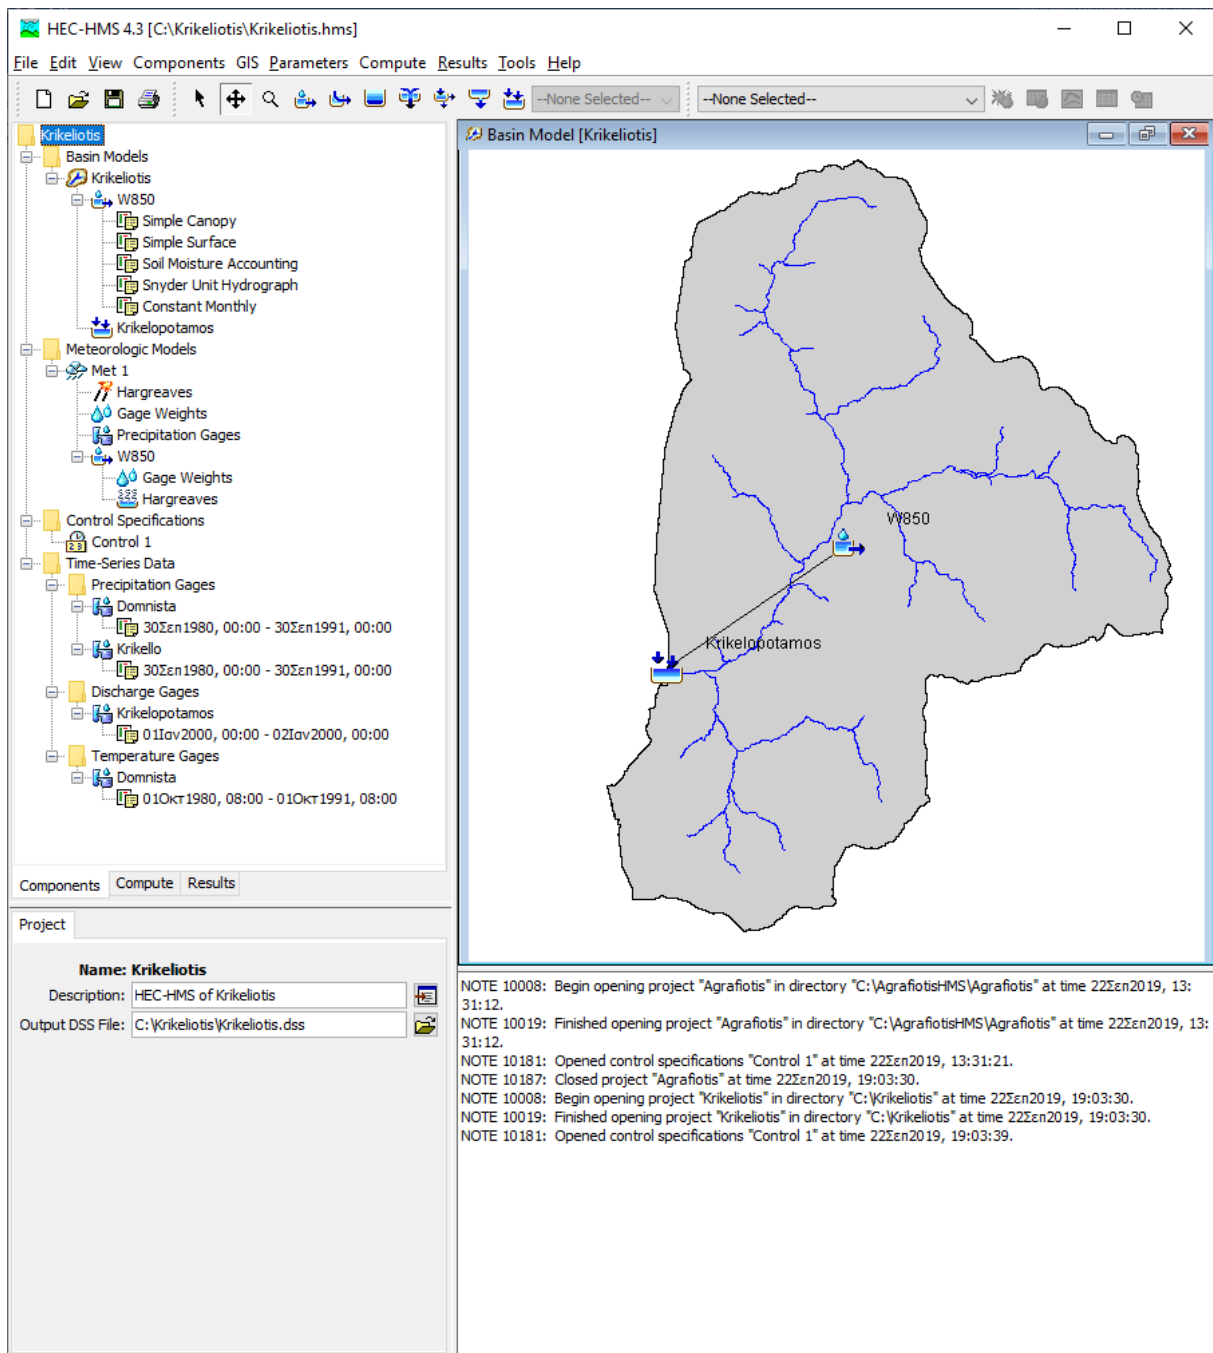 HEC-HMS 4.3 [C:\Krikeliotis\Krikeliotis.hms]
File Edit View Components GIS Parameters Compute Results Tools Help
--None Selected-- --None Selected--
Krikeliotis
Basin Models
Krikeliotis
W850
Simple Canopy
Simple Surface
Soil Moisture Accounting
Snyder Unit Hydrograph
Constant Monthly
Krikelopotamos
Meteorologic Models
Met 1
Hargreaves
Gage Weights
Precipitation Gages
W850
Gage Weights
Hargreaves
Control Specifications
Control 1
Time-Series Data
Precipitation Gages
Domnista
30Σεπ1980, 00:00 - 30Σεπ1991, 00:00
Krikello
30Σεπ1980, 00:00 - 30Σεπ1991, 00:00
Discharge Gages
Krikelopotamos
01Ιαν2000, 00:00 - 02Ιαν2000, 00:00
Temperature Gages
Domnista
01Οκτ1980, 08:00 - 01Οκτ1991, 08:00
Components Compute Results
Project
Name: Krikeliotis
Description: HEC-HMS of Krikeliotis
Output DSS File: C:\Krikeliotis\Krikeliotis.dss
Basin Model [Krikeliotis]
W850
Krikelopotamos
NOTE 10008: Begin opening project "Agrafiotis" in directory "C:\AgrafiotisHMS\Agrafiotis" at time 22Σεπ2019, 13:
31:12.
NOTE 10019: Finished opening project "Agrafiotis" in directory "C:\AgrafiotisHMS\Agrafiotis" at time 22Σεπ2019, 13:
31:12.
NOTE 10181: Opened control specifications "Control 1" at time 22Σεπ2019, 13:31:21.
NOTE 10187: Closed project "Agrafiotis" at time 22Σεπ2019, 19:03:30.
NOTE 10008: Begin opening project "Krikeliotis" in directory "C:\Krikeliotis" at time 22Σεπ2019, 19:03:30.
NOTE 10019: Finished opening project "Krikeliotis" in directory "C:\Krikeliotis" at time 22Σεπ2019, 19:03:30.
NOTE 10181: Opened control specifications "Control 1" at time 22Σεπ2019, 19:03:39.